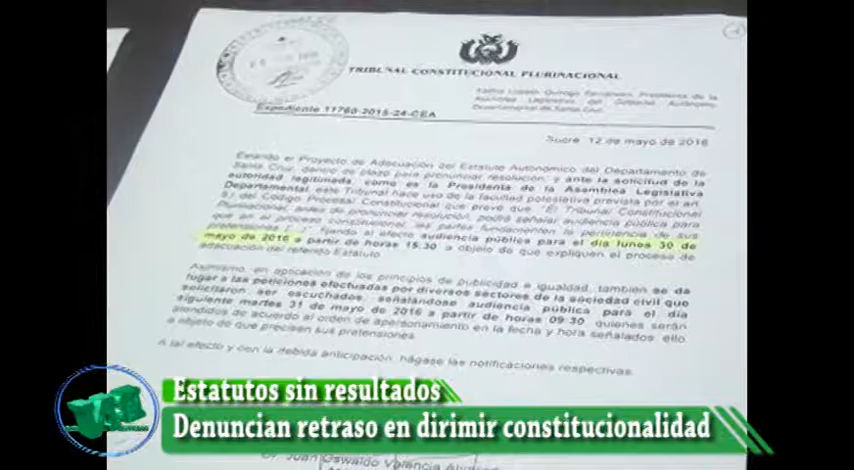 TRIBUNAL CONSTITUCIONAL PLURINACIONAL
Expediente 11763-2015-24-CEA
Sucre, 12 de mayo de 2016
Estando el Proyecto de Adecuación del Estatuto Autonómico del Departamento de
Santa Cruz, dentro de plazo para pronunciar resolución, y ante la solicitud de la
autoridad legitimada, como es la Presidenta de la Asamblea Legislativa
Departamental, este Tribunal hace uso de la facultad potestativa prevista por el art.
del Código Procesal Constitucional que prevé que "El Tribunal Constitucional
Plurinacional, antes de pronunciar resolución, podrá señalar audiencia pública para
que en el proceso constitucional, las partes fundamenten la pertinencia de sus
pretensiones (...)", fijando al efecto audiencia pública para el día lunes 30 de
mayo de 2016 a partir de horas 15:30 a objeto de que expliquen el proceso de
adecuación del referido Estatuto.
Asimismo, en aplicación de los principios de publicidad e igualdad, también se da
lugar a las peticiones efectuadas por diversos sectores de la sociedad civil que
solicitaron ser escuchados, señalándose audiencia pública para el día
siguiente martes 31 de mayo de 2016 a partir de horas 09:30 quienes serán
atendidos de acuerdo al orden de apersonamiento en la fecha y hora señalados, ello
a objeto de que precisen sus pretensiones.
A tal efecto y con la debida anticipación, hágase las notificaciones respectivas.
Estatutos sin resultados
Denuncian retraso en dirimir constitucionalidad
Juan Oswaldo Valencia